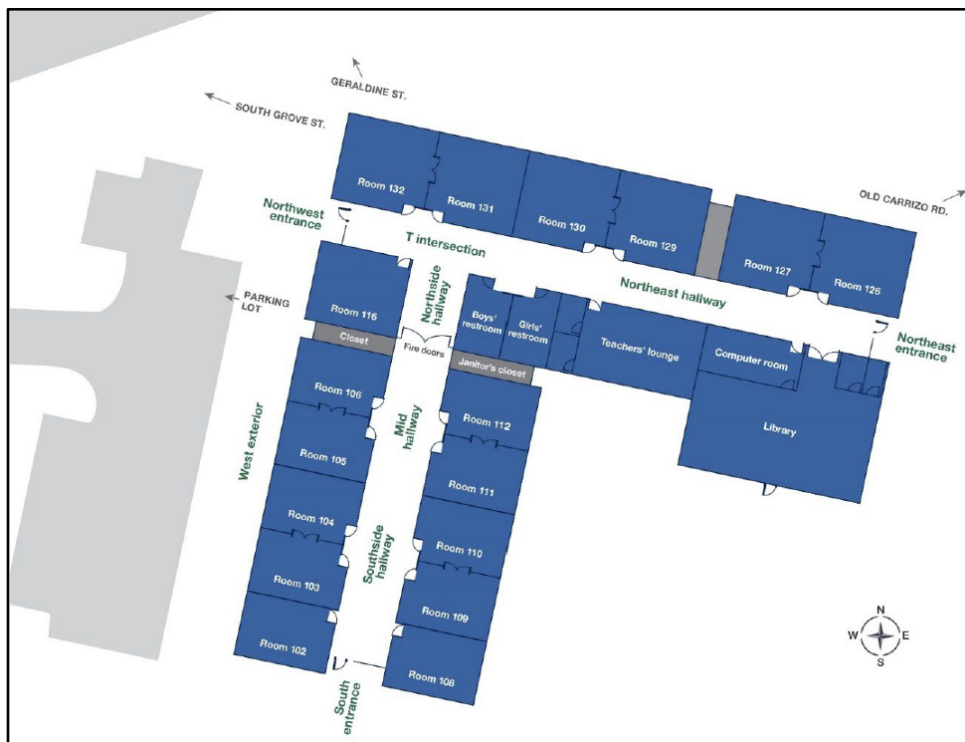 GERALDINE ST.
SOUTH GROVE ST.
OLD CARRIZO RD.
Room 132
Room 131
Room 130
Room 129
Room 127
Room 126
Northwest
entrance
T intersection
Northside
hallway
Northeast hallway
PARKING
LOT
Room 116
Closet
Fire doors
Boys'
restroom
Girls'
restroom
Janitor's closet
Teachers' lounge
Computer room
Northeast
entrance
Library
Room 106
Mid
hallway
Room 112
West exterior
Room 105
Room 111
Room 104
Southside
hallway
Room 110
Room 103
Room 109
Room 102
South
entrance
Room 108
N
W E
S